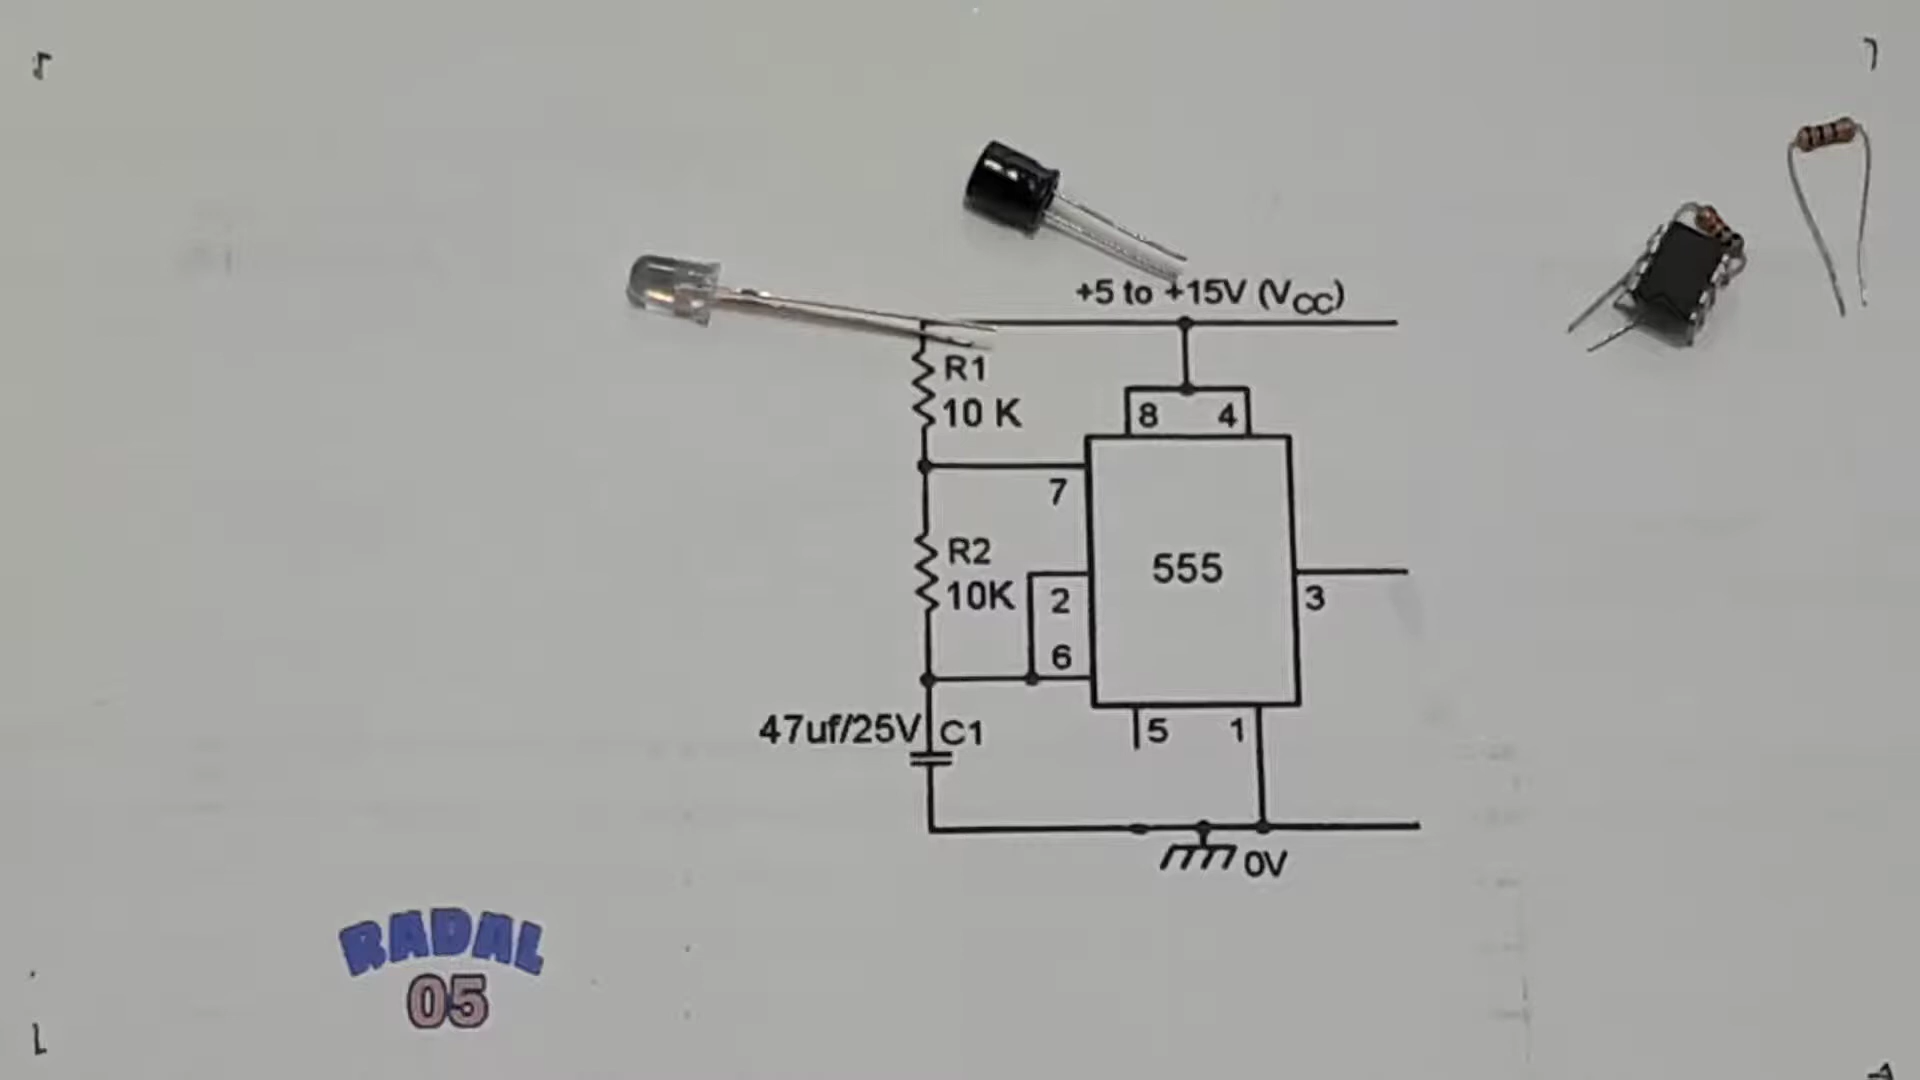 +5 to +15V (VCC)
R1
10 K
8 4
7
R2
10K
555
2
3
6
47uf/25V C1
5 1
0V
RADAL
05